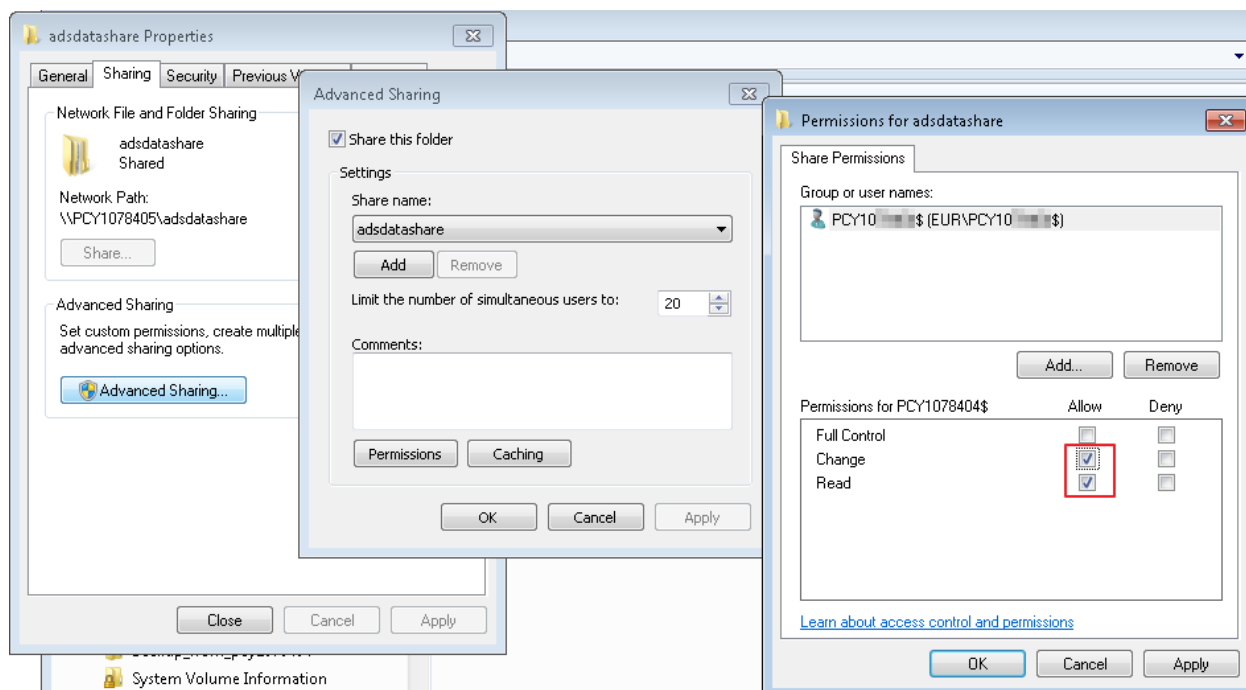 adsdatashare Properties
General Sharing Security Previous V
Network File and Folder Sharing
adsdatashare
Shared
Network Path:
\\PCY1078405\adsdatashare
Share...
Advanced Sharing
Set custom permissions, create multiple
advanced sharing options.
Advanced Sharing...
Close Cancel Apply
System Volume Information
Advanced Sharing
Share this folder
Settings
Share name:
adsdatashare
Add Remove
Limit the number of simultaneous users to: 20
Comments:
Permissions Caching
OK Cancel Apply
Permissions for adsdatashare
Share Permissions
Group or user names:
PCY10 $ (EUR\PCY10 $)
Add... Remove
Permissions for PCY1078404$ Allow Deny
Full Control
Change
Read
Learn about access control and permissions
OK Cancel Apply